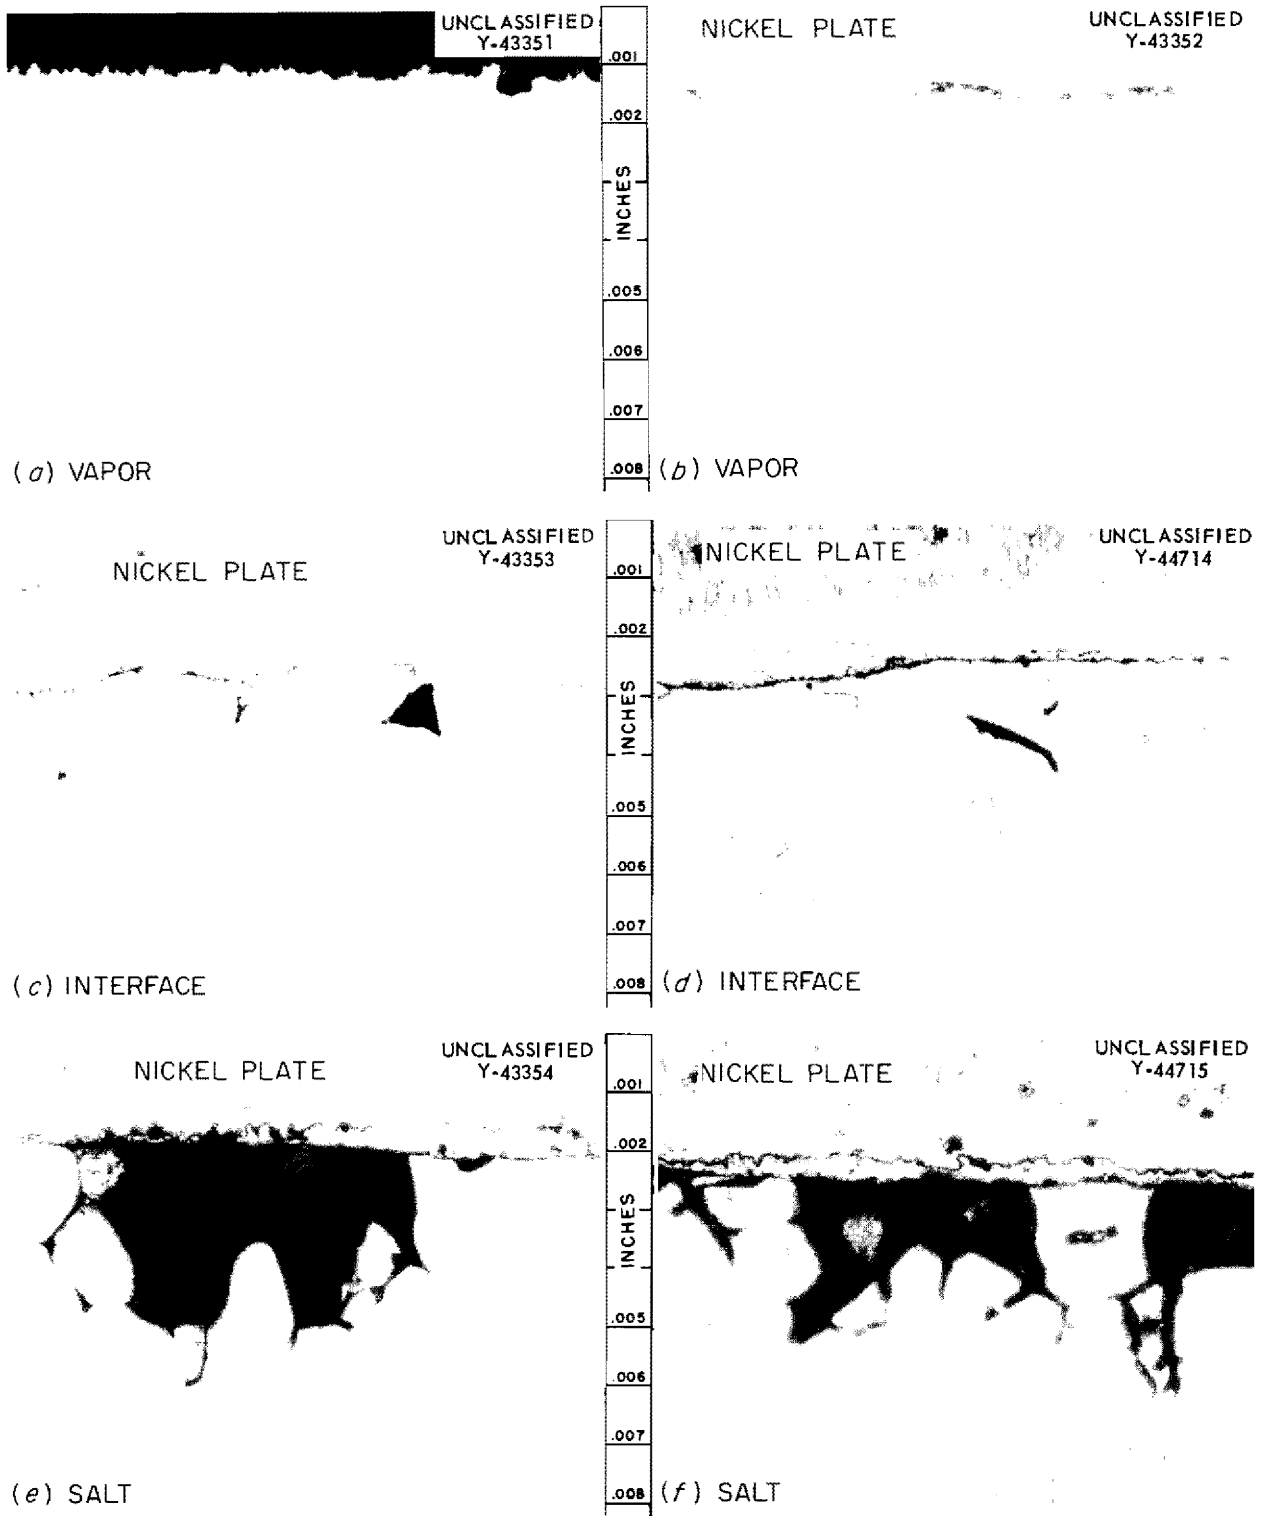 UNCLASSIFIED
Y-43351
.001
.002
INCHES
.005
.006
.007
.008
(a) VAPOR
NICKEL PLATE
UNCLASSIFIED
Y-43352
(b) VAPOR
NICKEL PLATE
UNCLASSIFIED
Y-43353
.001
.002
INCHES
.005
.006
.007
.008
(c) INTERFACE
NICKEL PLATE
UNCLASSIFIED
Y-44714
(d) INTERFACE
NICKEL PLATE
UNCLASSIFIED
Y-43354
.001
.002
INCHES
.005
.006
.007
.008
(e) SALT
NICKEL PLATE
UNCLASSIFIED
Y-44715
(f) SALT